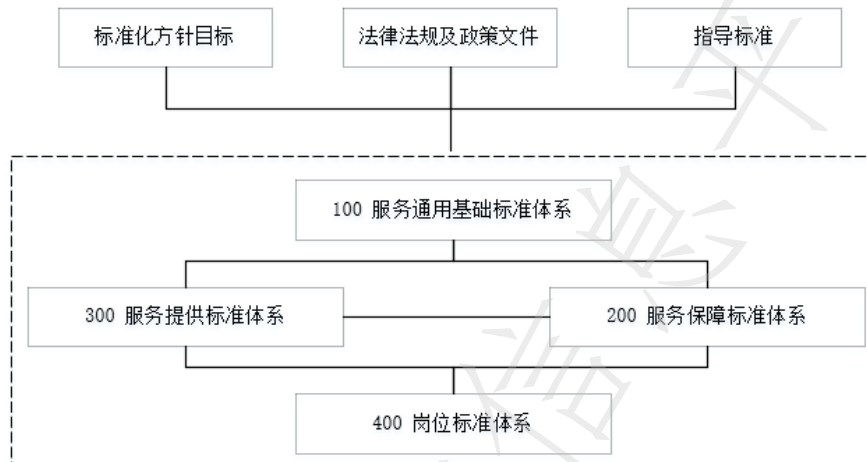 标准化方针目标
法律法规及政策文件
指导标准
100 服务通用基础标准体系
300 服务提供标准体系
200 服务保障标准体系
400 岗位标准体系